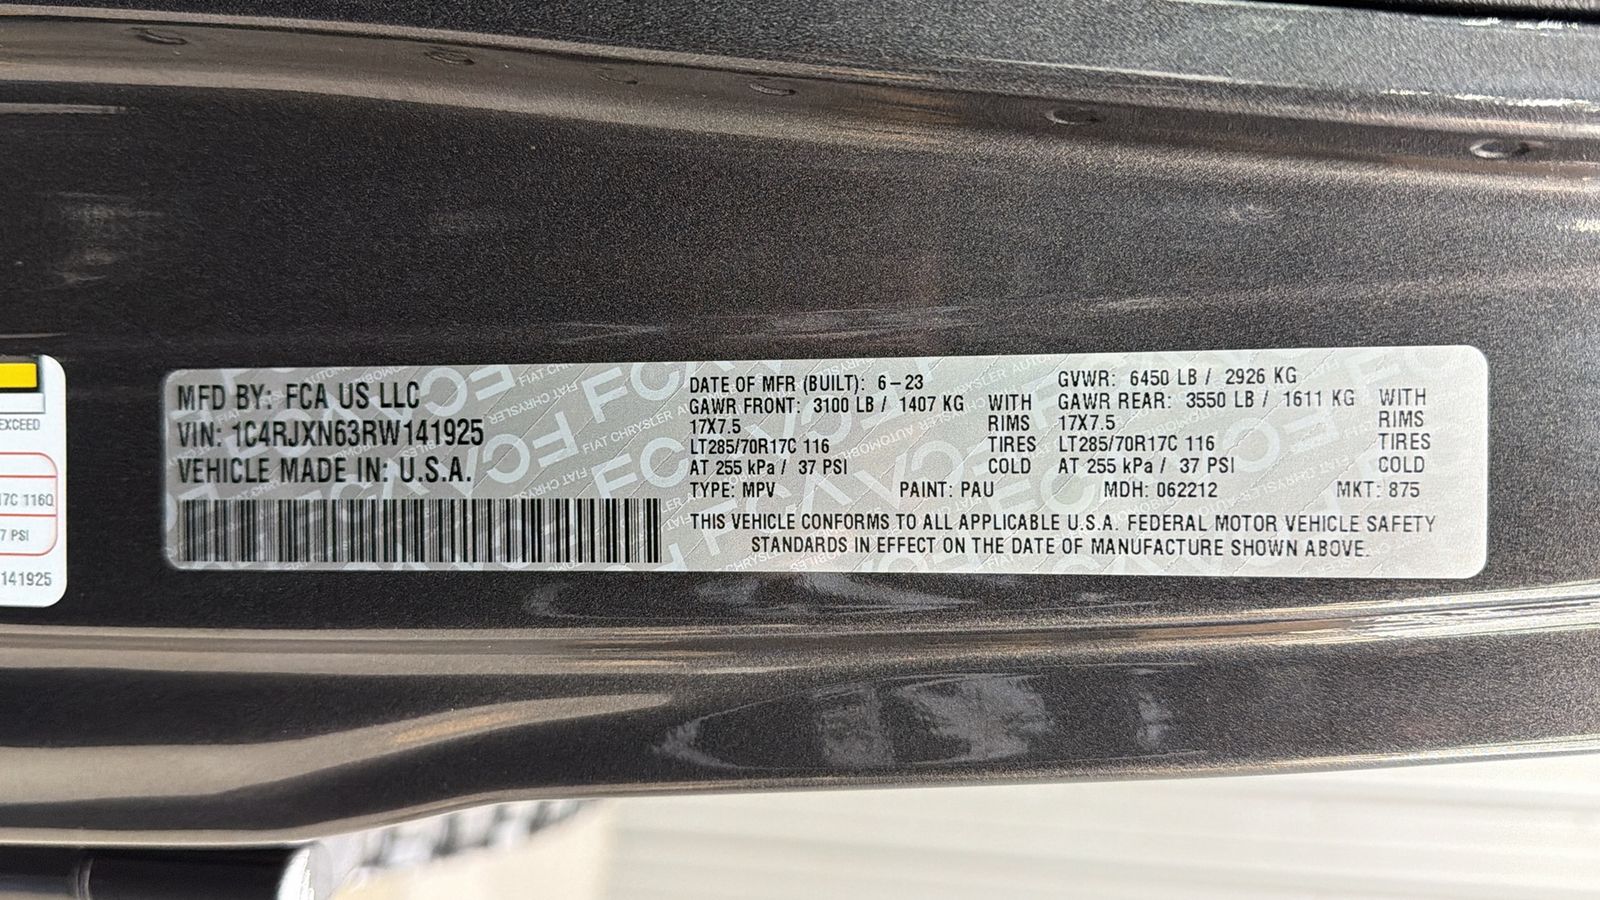 EXCEED
17C 116Q
7 PSI
141925
MFD BY: FCA US LLC
VIN: 1C4RJXN63RW141925
VEHICLE MADE IN: U.S.A.
DATE OF MFR (BUILT): 6-23 GVWR: 6450 LB / 2926 KG
GAWR FRONT: 3100 LB / 1407 KG WITH GAWR REAR: 3550 LB / 1611 KG WITH
17X7.5 RIMS 17X7.5 RIMS
LT285/70R17C 116 TIRES LT285/70R17C 116 TIRES
AT 255 kPa / 37 PSI COLD AT 255 kPa / 37 PSI COLD
TYPE: MPV PAINT: PAU MDH: 062212 MKT: 875
THIS VEHICLE CONFORMS TO ALL APPLICABLE U.S.A. FEDERAL MOTOR VEHICLE SAFETY
STANDARDS IN EFFECT ON THE DATE OF MANUFACTURE SHOWN ABOVE.